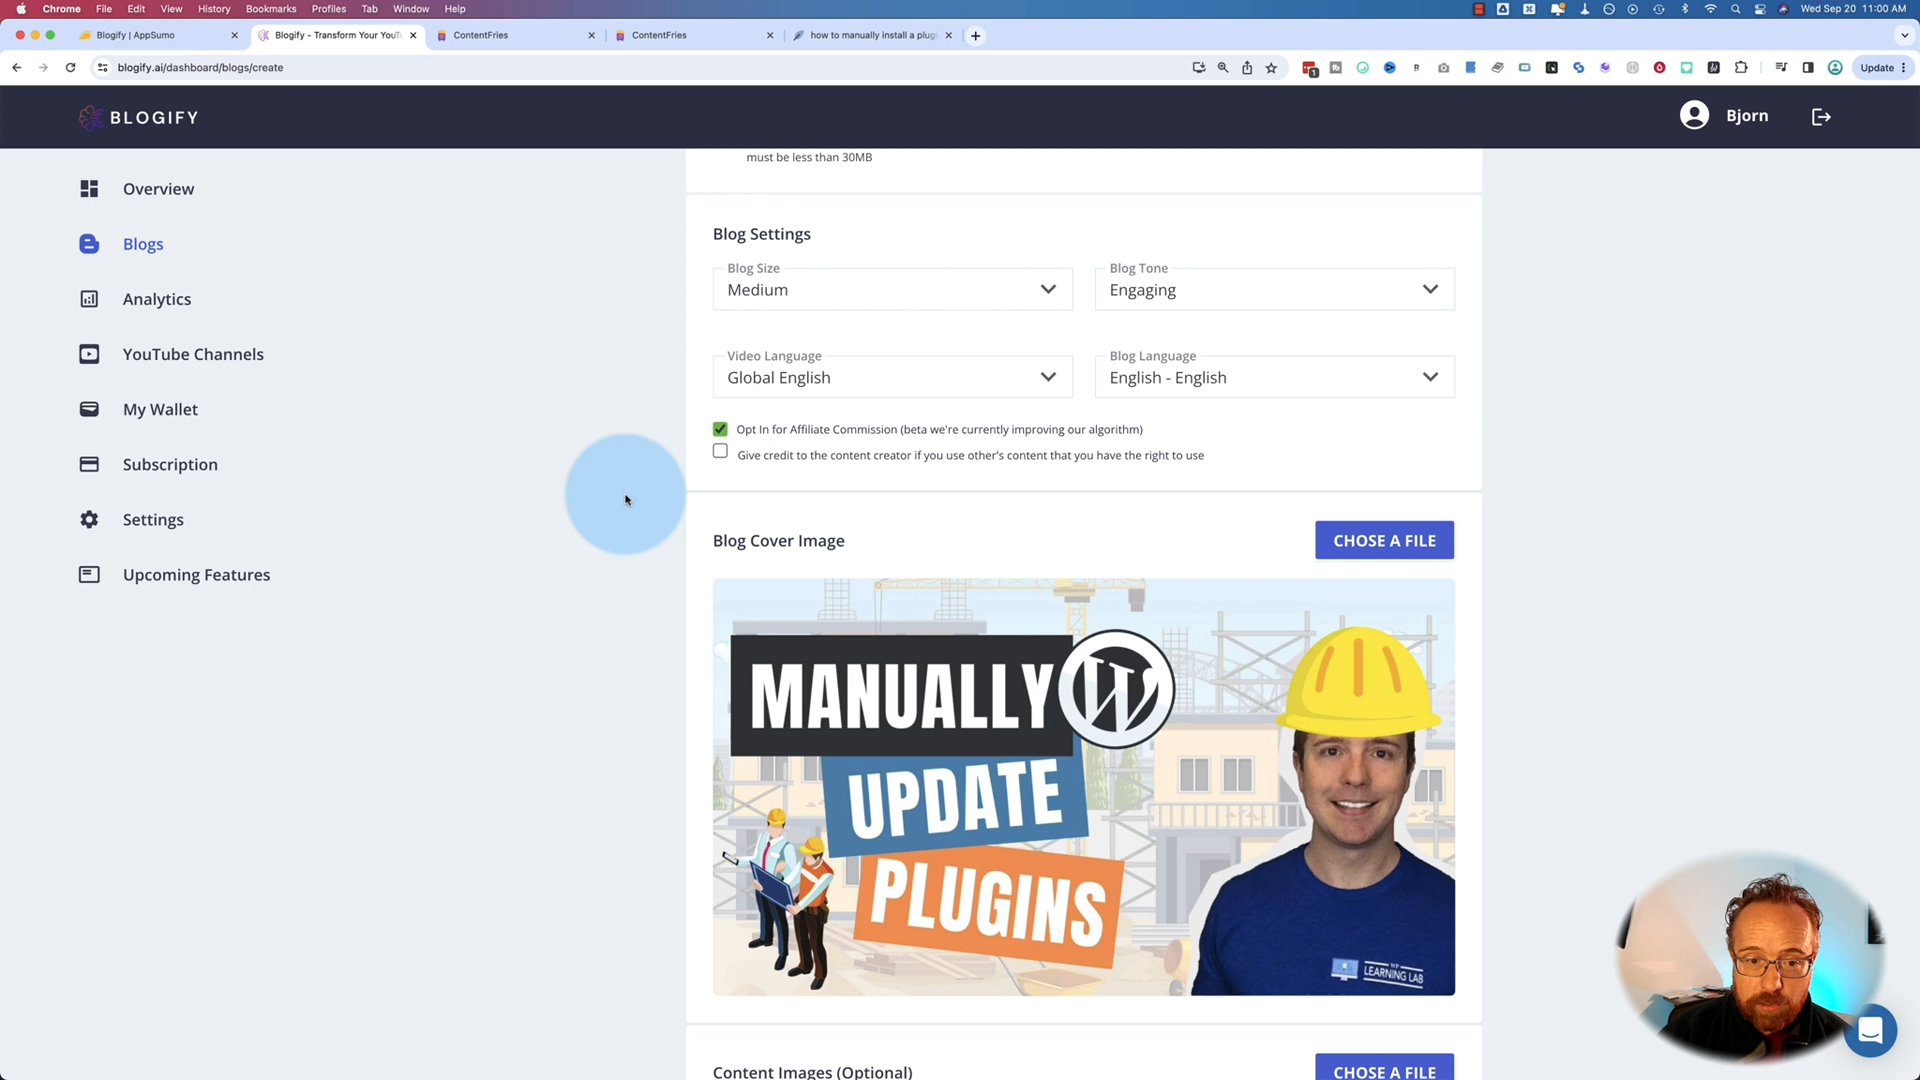 Chrome File Edit View History Bookmarks Profiles Tab Window Help
Wed Sep 20 11:00 AM
Blogify | AppSumo
Blogify - Transform Your YouTu
ContentFries
ContentFries
how to manually install a plug
blogify.ai/dashboard/blogs/create
Update
BLOGIFY
Bjorn
Overview
Blogs
Analytics
YouTube Channels
My Wallet
Subscription
Settings
Upcoming Features
must be less than 30MB
Blog Settings
Blog Size
Medium
Blog Tone
Engaging
Video Language
Global English
Blog Language
English - English
Opt In for Affiliate Commission (beta we're currently improving our algorithm)
Give credit to the content creator if you use other's content that you have the right to use
Blog Cover Image
CHOSE A FILE
MANUALLY
UPDATE
PLUGINS
WP
LEARNING LAB
Content Images (Optional)
CHOSE A FILE